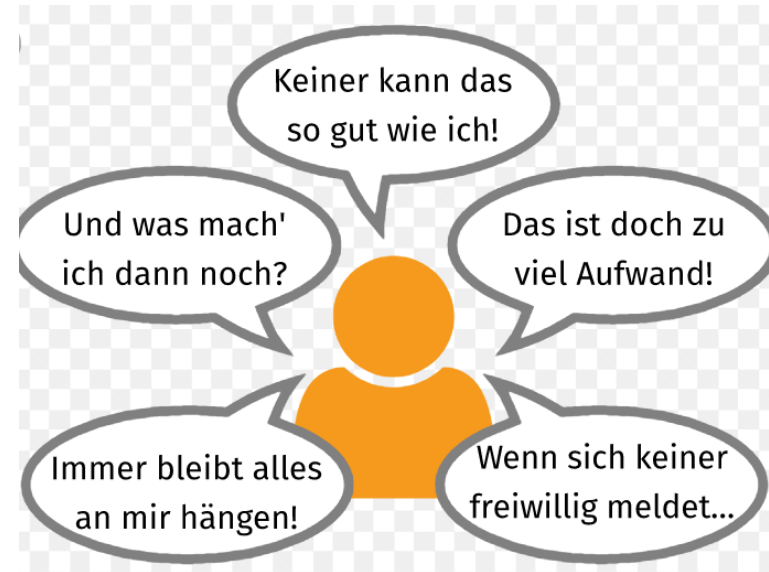 Keiner kann das
so gut wie ich!
Und was mach'
ich dann noch?
Das ist doch zu
viel Aufwand!
Immer bleibt alles
an mir hängen!
Wenn sich keiner
freiwillig meldet...